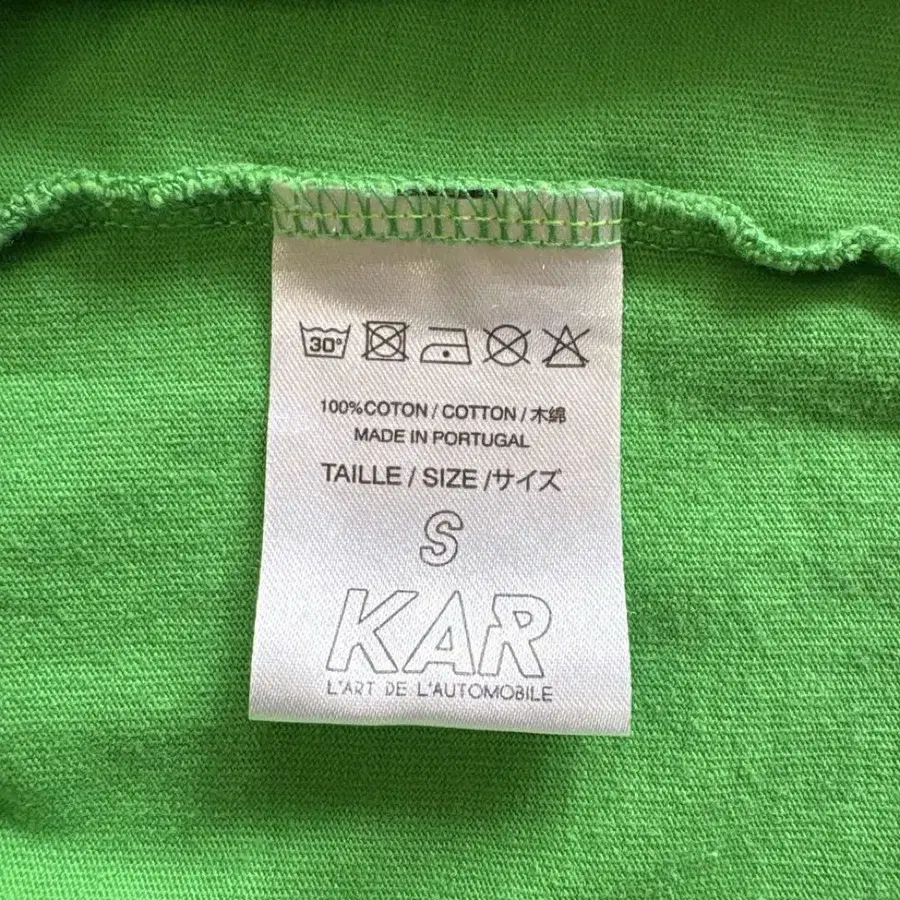 30°
100%COTON / COTTON / 木綿
MADE IN PORTUGAL
TAILLE / SIZE /サイズ
S
KAR
L'ART DE L'AUTOMOBILE